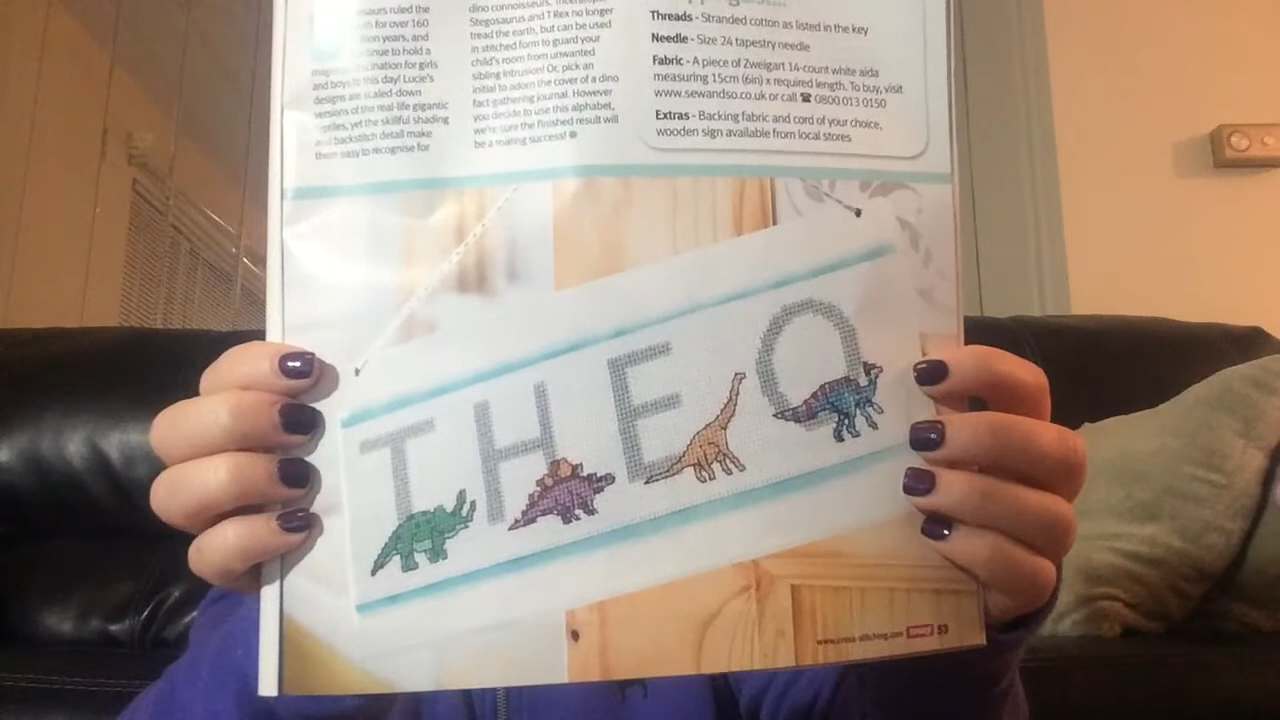 saurs ruled the
for over 160
years, and
to hold a
for girls
and boys to this day! Lucie's
designs are scaled-down
versions of the real-life gigantic
yet the skillful shading
backstitch detail make
them easy to recognise for
dino connoisseurs.
Stegosaurus and T Rex no longer
tread the earth, but can be used
in stitched form to guard your
child's room from unwanted
sibling intrusion! Or, pick an
initial to adorn the cover of a dino
fact-gathering journal. However
you decide to use this alphabet,
we're sure the finished result will
be a roaring success!
Threads - Stranded cotton as listed in the key
Needle - Size 24 tapestry needle
Fabric - A piece of Zweigart 14-count white aida
measuring 15cm (6in) x required length. To buy, visit
www.sewandso.co.uk or call ☎ 0800 013 0150
Extras - Backing fabric and cord of your choice,
wooden sign available from local stores
THEO
www.cross-stitching.com 53